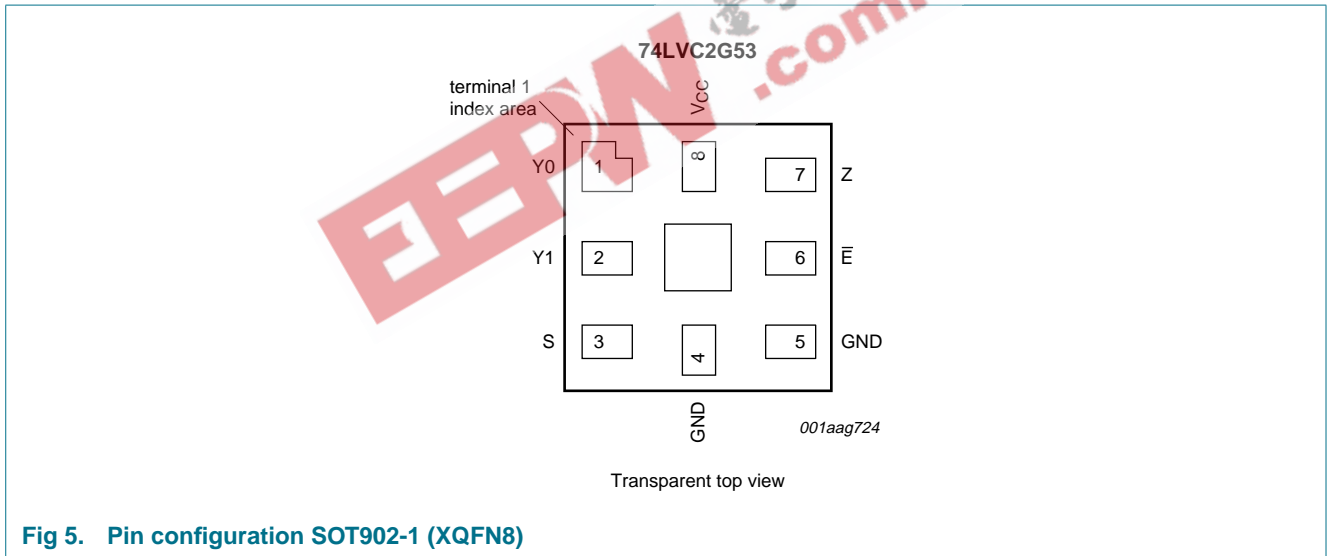 74LVC2G53
EEPW
.com
terminal 1
index area
VCC
Y0
1
8
7
Z
Y1
2
6
E̅
S
3
4
5
GND
GND
001aag724
Transparent top view
Fig 5. Pin configuration SOT902-1 (XQFN8)